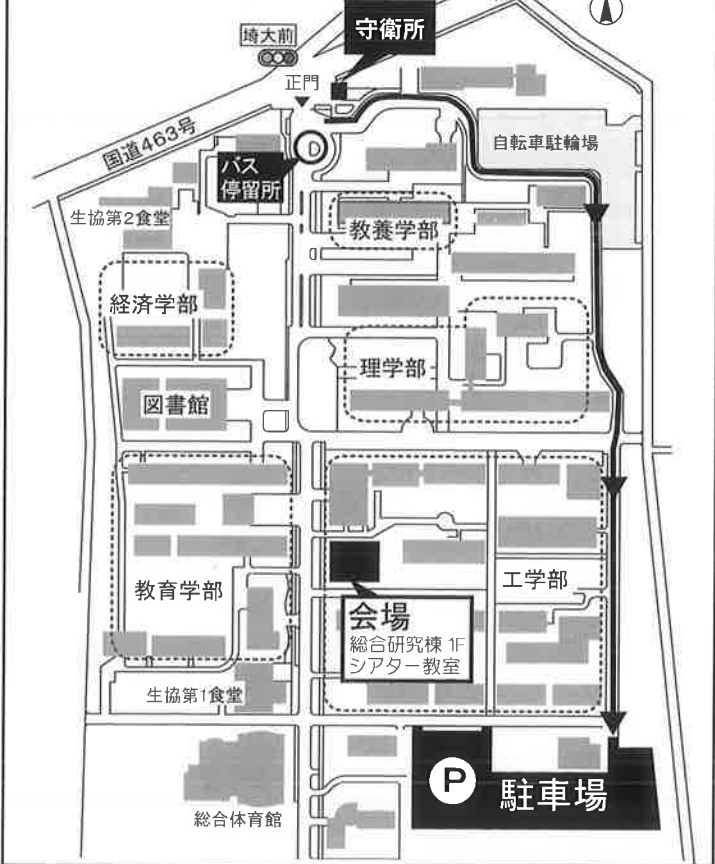 守衛所
埼大前
正門
国道463号
バス
停留所
自転車駐輪場
生協第2食堂
教養学部
経済学部
理学部
図書館
教育学部
工学部
会場
総合研究棟 1F
シアター教室
生協第1食堂
P
駐車場
総合体育館